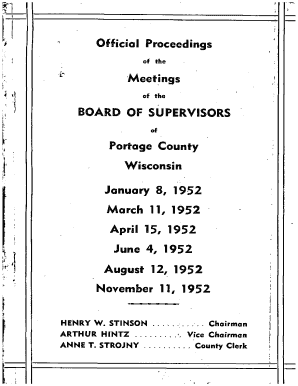 Official Proceedings
of the
Meetings
of the
BOARD OF SUPERVISORS
of
Portage County
Wisconsin
January 8, 1952
March 11, 1952
April 15, 1952
June 4, 1952
August 12, 1952
November 11, 1952
HENRY W. STINSON .......... Chairman
ARTHUR HINTZ .......... Vice Chairman
ANNE T. STROJNY .......... County Clerk